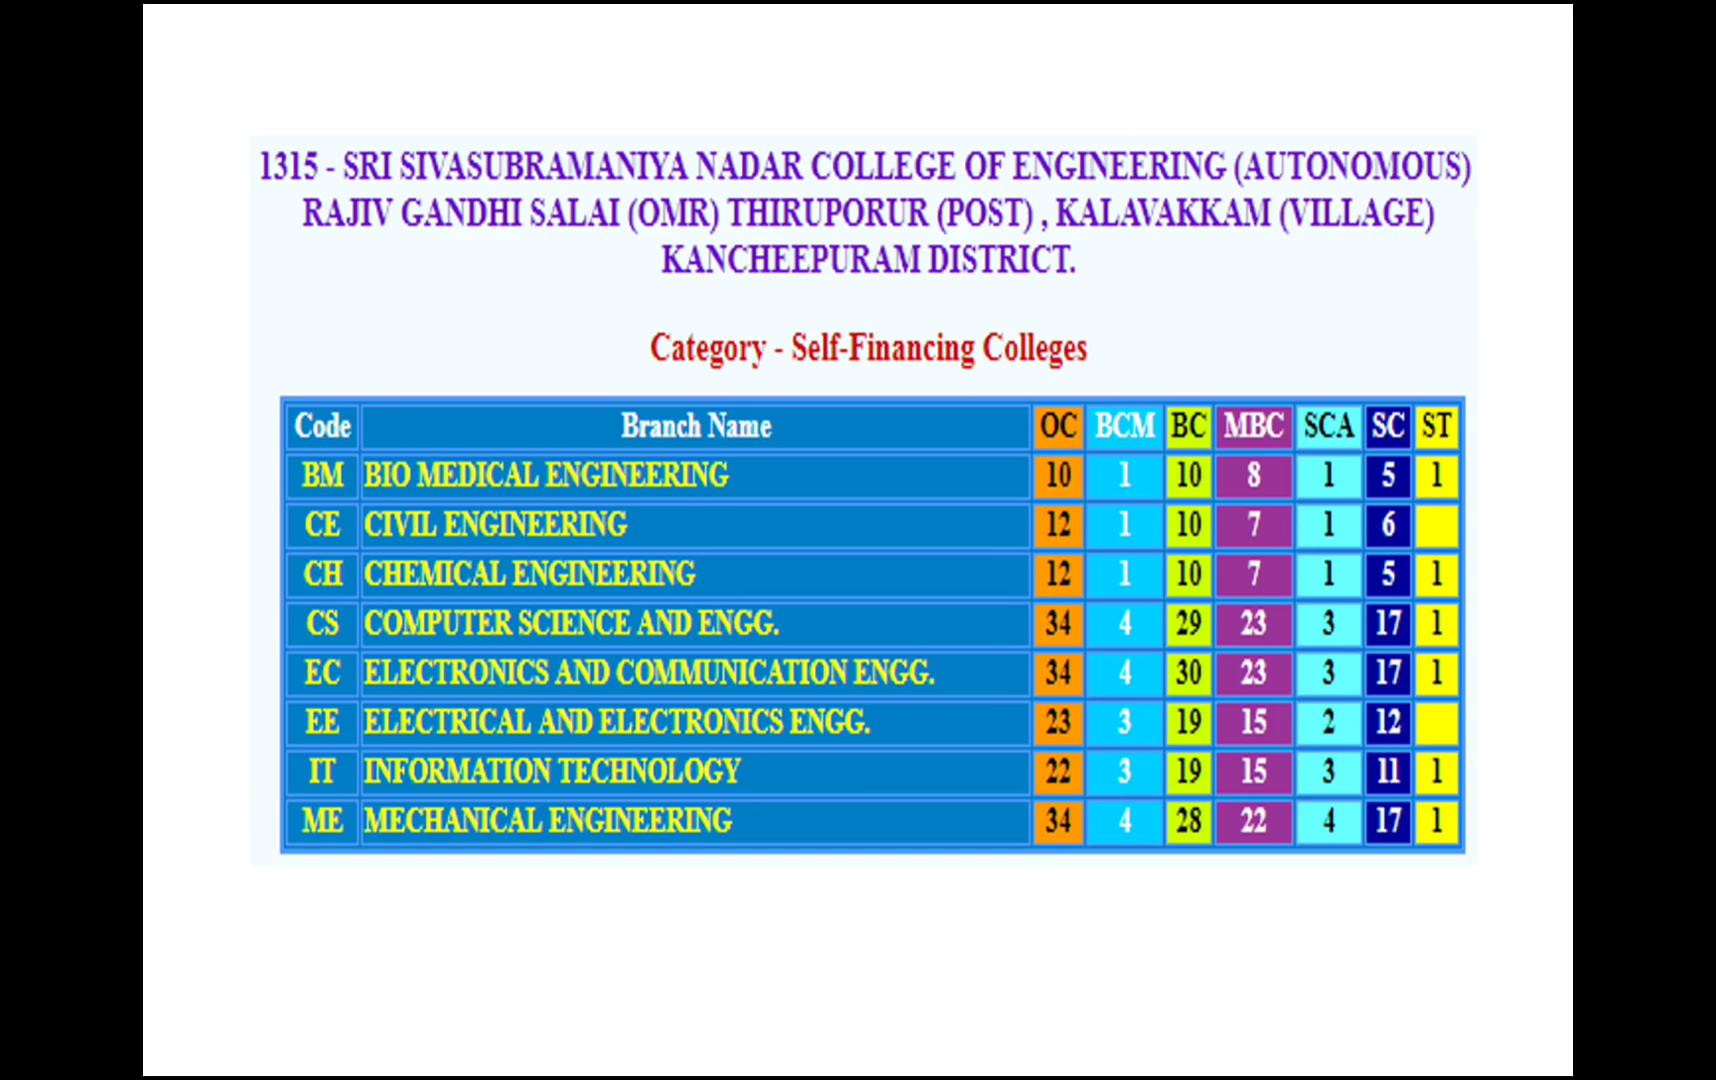 1315 - SRI SIVASUBRAMANIYA NADAR COLLEGE OF ENGINEERING (AUTONOMOUS)
RAJIV GANDHI SALAI (OMR) THIRUPORUR (POST) , KALAVAKKAM (VILLAGE)
KANCHEEPURAM DISTRICT.
Category - Self-Financing Colleges
Code Branch Name OC BCM BC MBC SCA SC ST
BM BIO MEDICAL ENGINEERING 10 1 10 8 1 5 1
CE CIVIL ENGINEERING 12 1 10 7 1 6
CH CHEMICAL ENGINEERING 12 1 10 7 1 5 1
CS COMPUTER SCIENCE AND ENGG. 34 4 29 23 3 17 1
EC ELECTRONICS AND COMMUNICATION ENGG. 34 4 30 23 3 17 1
EE ELECTRICAL AND ELECTRONICS ENGG. 23 3 19 15 2 12
IT INFORMATION TECHNOLOGY 22 3 19 15 3 11 1
ME MECHANICAL ENGINEERING 34 4 28 22 4 17 1